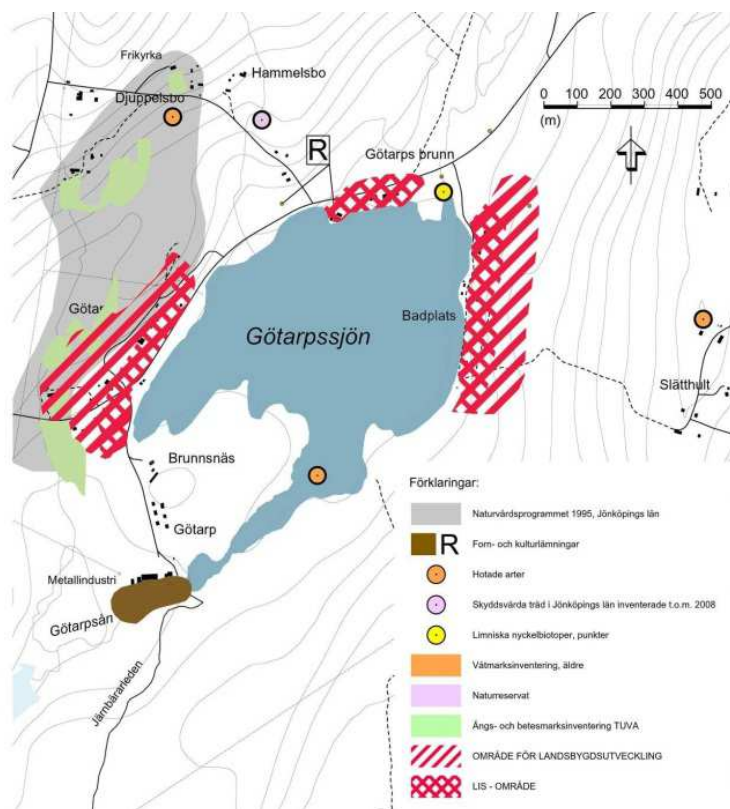 Frikyrka
Hammelsbo
Djuppelsbo
0 100 200 300 400 500
(m)
R
Götarps brunn
Götarp
Götarpssjön
Badplats
Slätthult
Brunnsnäs
Götarp
Metallindustri
Götarpsån
Järnbärarleden
Förklaringar:
Naturvårdsprogrammet 1995, Jönköpings län
R Forn- och kulturlämningar
Hotade arter
Skyddsvärda träd i Jönköpings län inventerade t.o.m. 2008
Limniska nyckelbiotoper, punkter
Våtmarksinventering, äldre
Naturreservat
Ängs- och betesmarksinventering TUVA
OMRÅDE FÖR LANDSBYGDSUTVECKLING
LIS - OMRÅDE